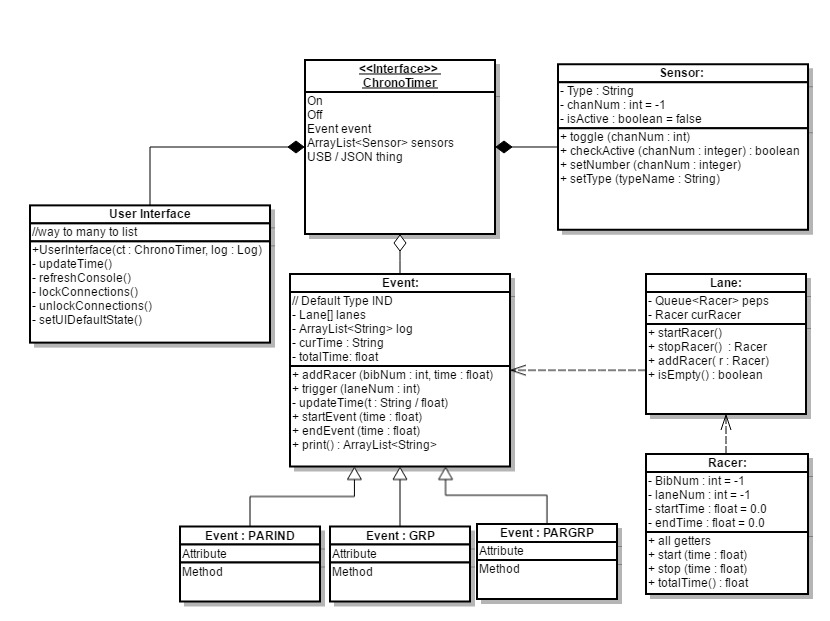 <<Interface>>
ChronoTimer
On
Off
Event event
ArrayList<Sensor> sensors
USB / JSON thing
Sensor:
- Type : String
- chanNum : int = -1
- isActive : boolean = false
+ toggle (chanNum : int)
+ checkActive (chanNum : integer) : boolean
+ setNumber (chanNum : integer)
+ setType (typeName : String)
User Interface
//way to many to list
+UserInterface(ct : ChronoTimer, log : Log)
- updateTime()
- refreshConsole()
- lockConnections()
- unlockConnections()
- setUIDefaultState()
Event:
// Default Type IND
- Lane[] lanes
- ArrayList<String> log
- curTime : String
- totalTime: float
+ addRacer (bibNum : int, time : float)
+ trigger (laneNum : int)
- updateTime(t : String / float)
+ startEvent (time : float)
+ endEvent (time : float)
+ print() : ArrayList<String>
Lane:
- Queue<Racer> peps
- Racer curRacer
+ startRacer()
+ stopRacer() : Racer
+ addRacer( r : Racer)
+ isEmpty() : boolean
Racer:
- BibNum : int = -1
- laneNum : int = -1
- startTime : float = 0.0
- endTime : float = 0.0
+ all getters
+ start (time : float)
+ stop (time : float)
+ totalTime() : float
Event : PARIND
Attribute
Method
Event : GRP
Attribute
Method
Event : PARGRP
Attribute
Method